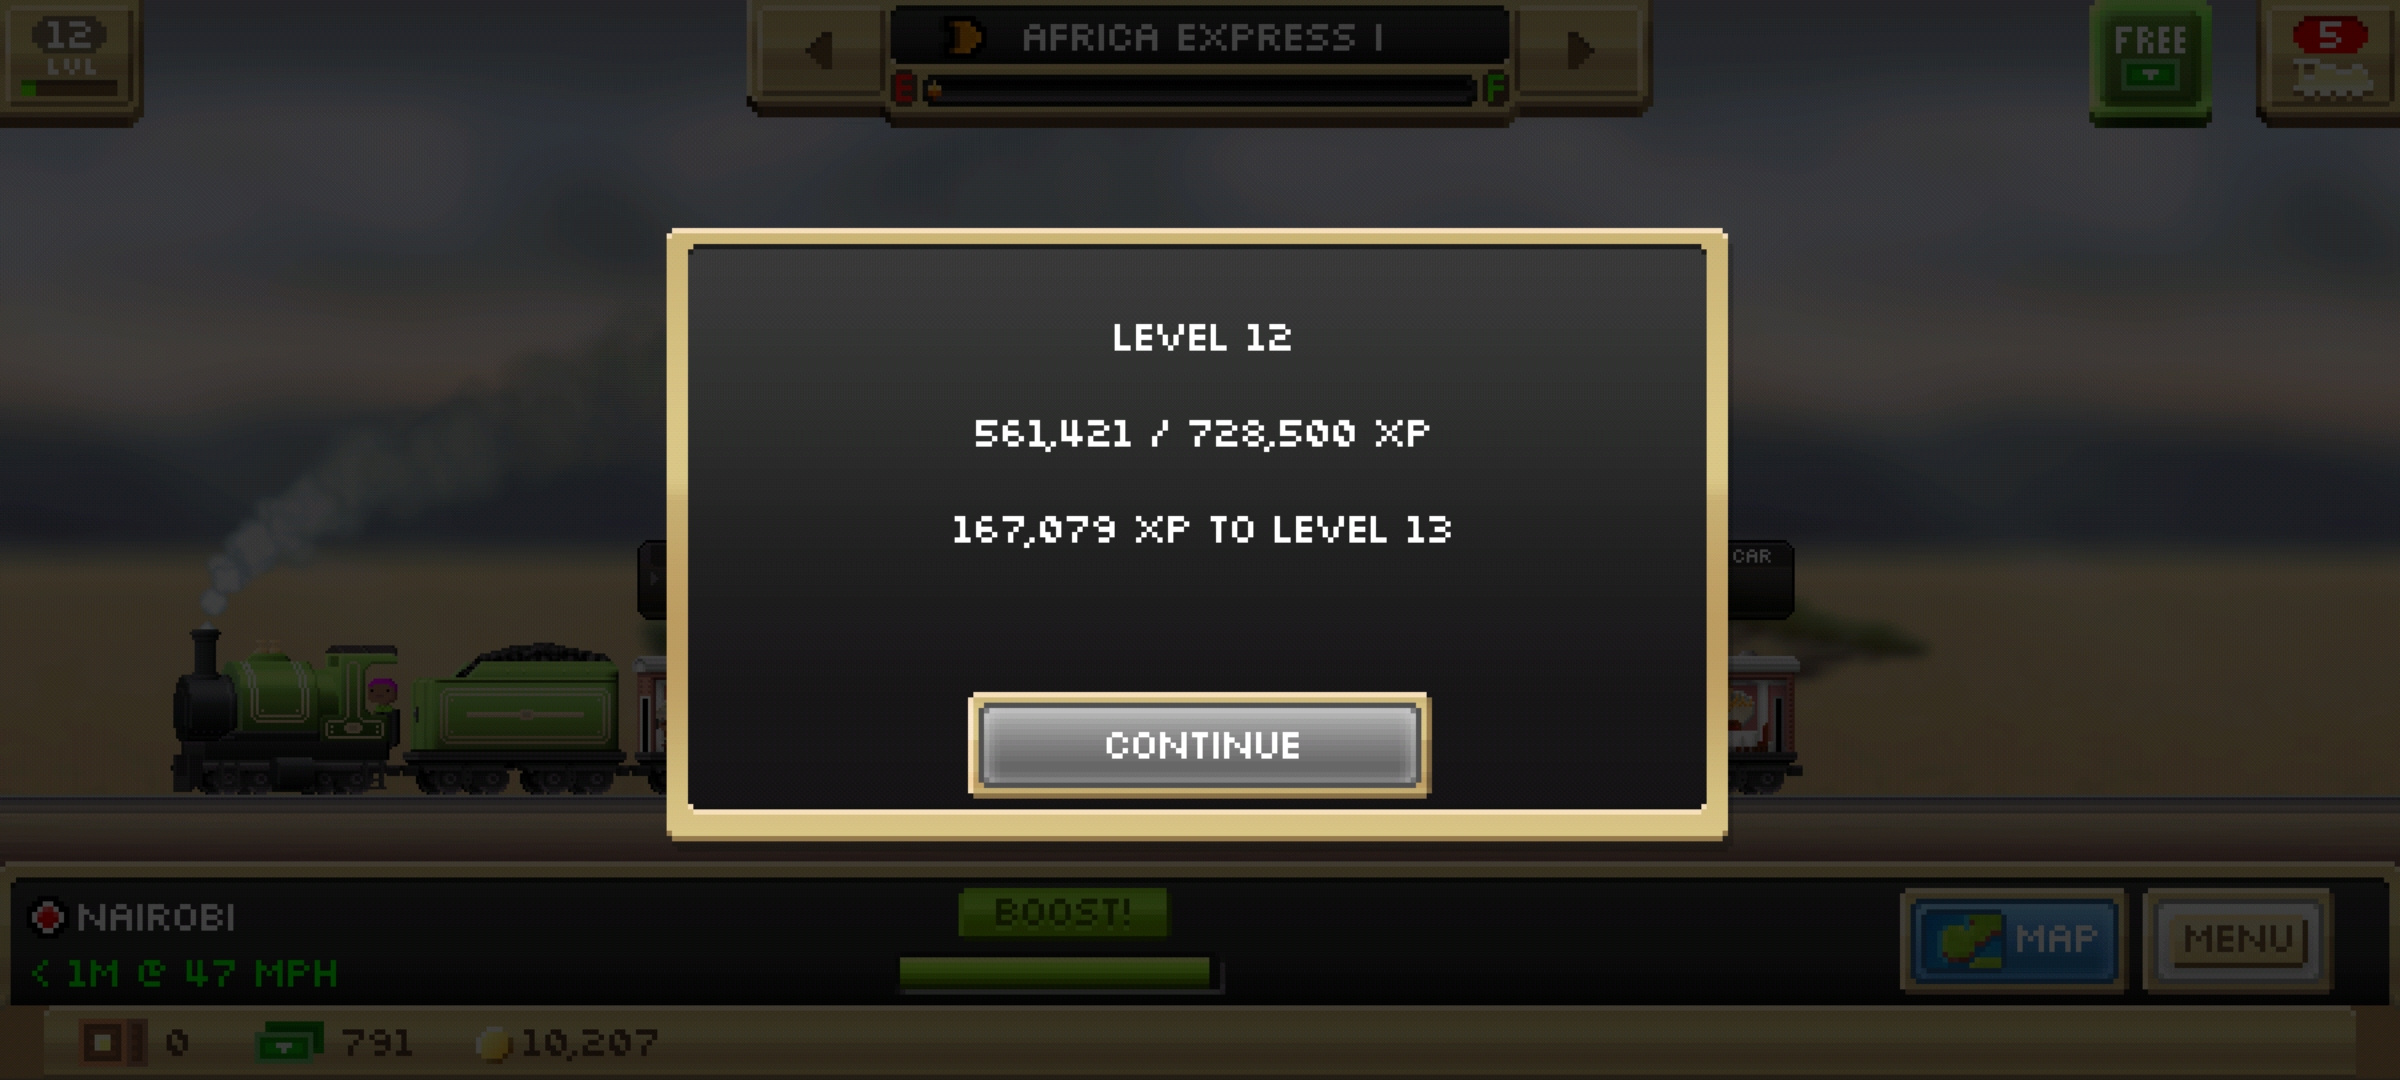 12
LVL
AFRICA EXPRESS I
E
F
FREE
5
LEVEL 12
561,421 / 728,500 XP
167,079 XP TO LEVEL 13
CAR
CONTINUE
NAIROBI
< 1M @ 47 MPH
BOOST!
MAP
MENU
0
791
10,207